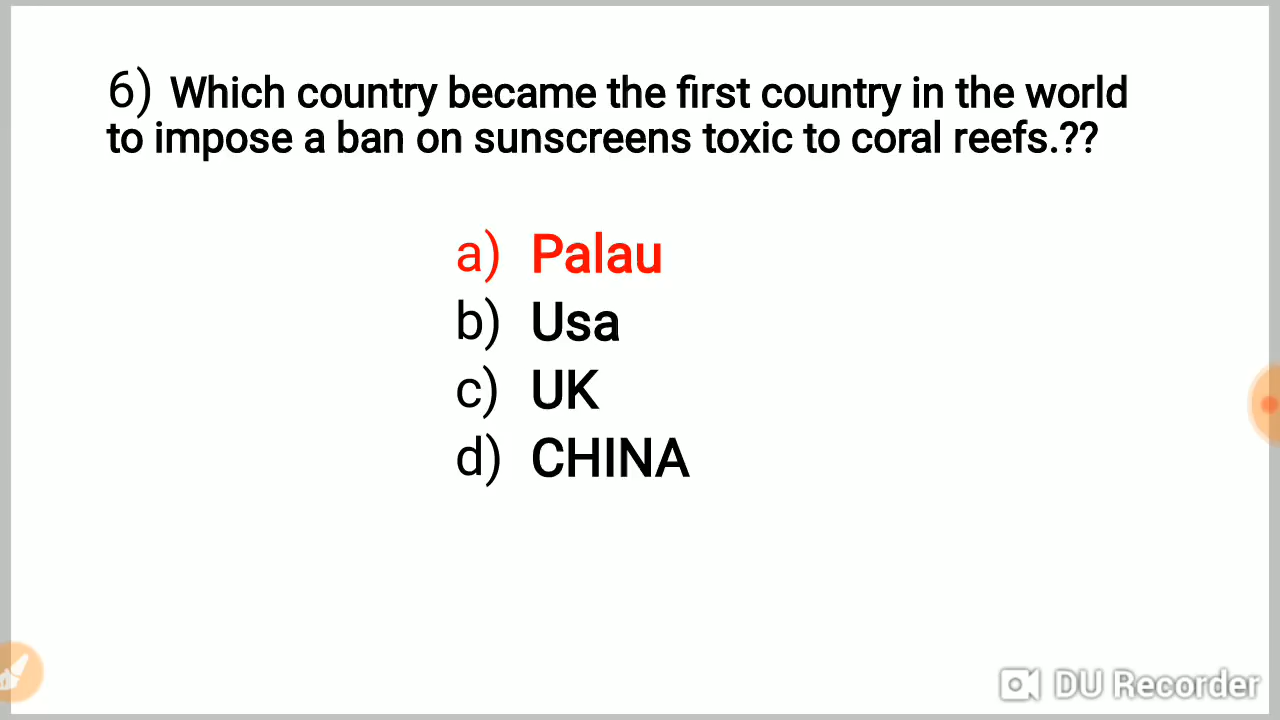 6) Which country became the first country in the world
to impose a ban on sunscreens toxic to coral reefs.??
a) Palau
b) Usa
c) UK
d) CHINA
DU Recorder